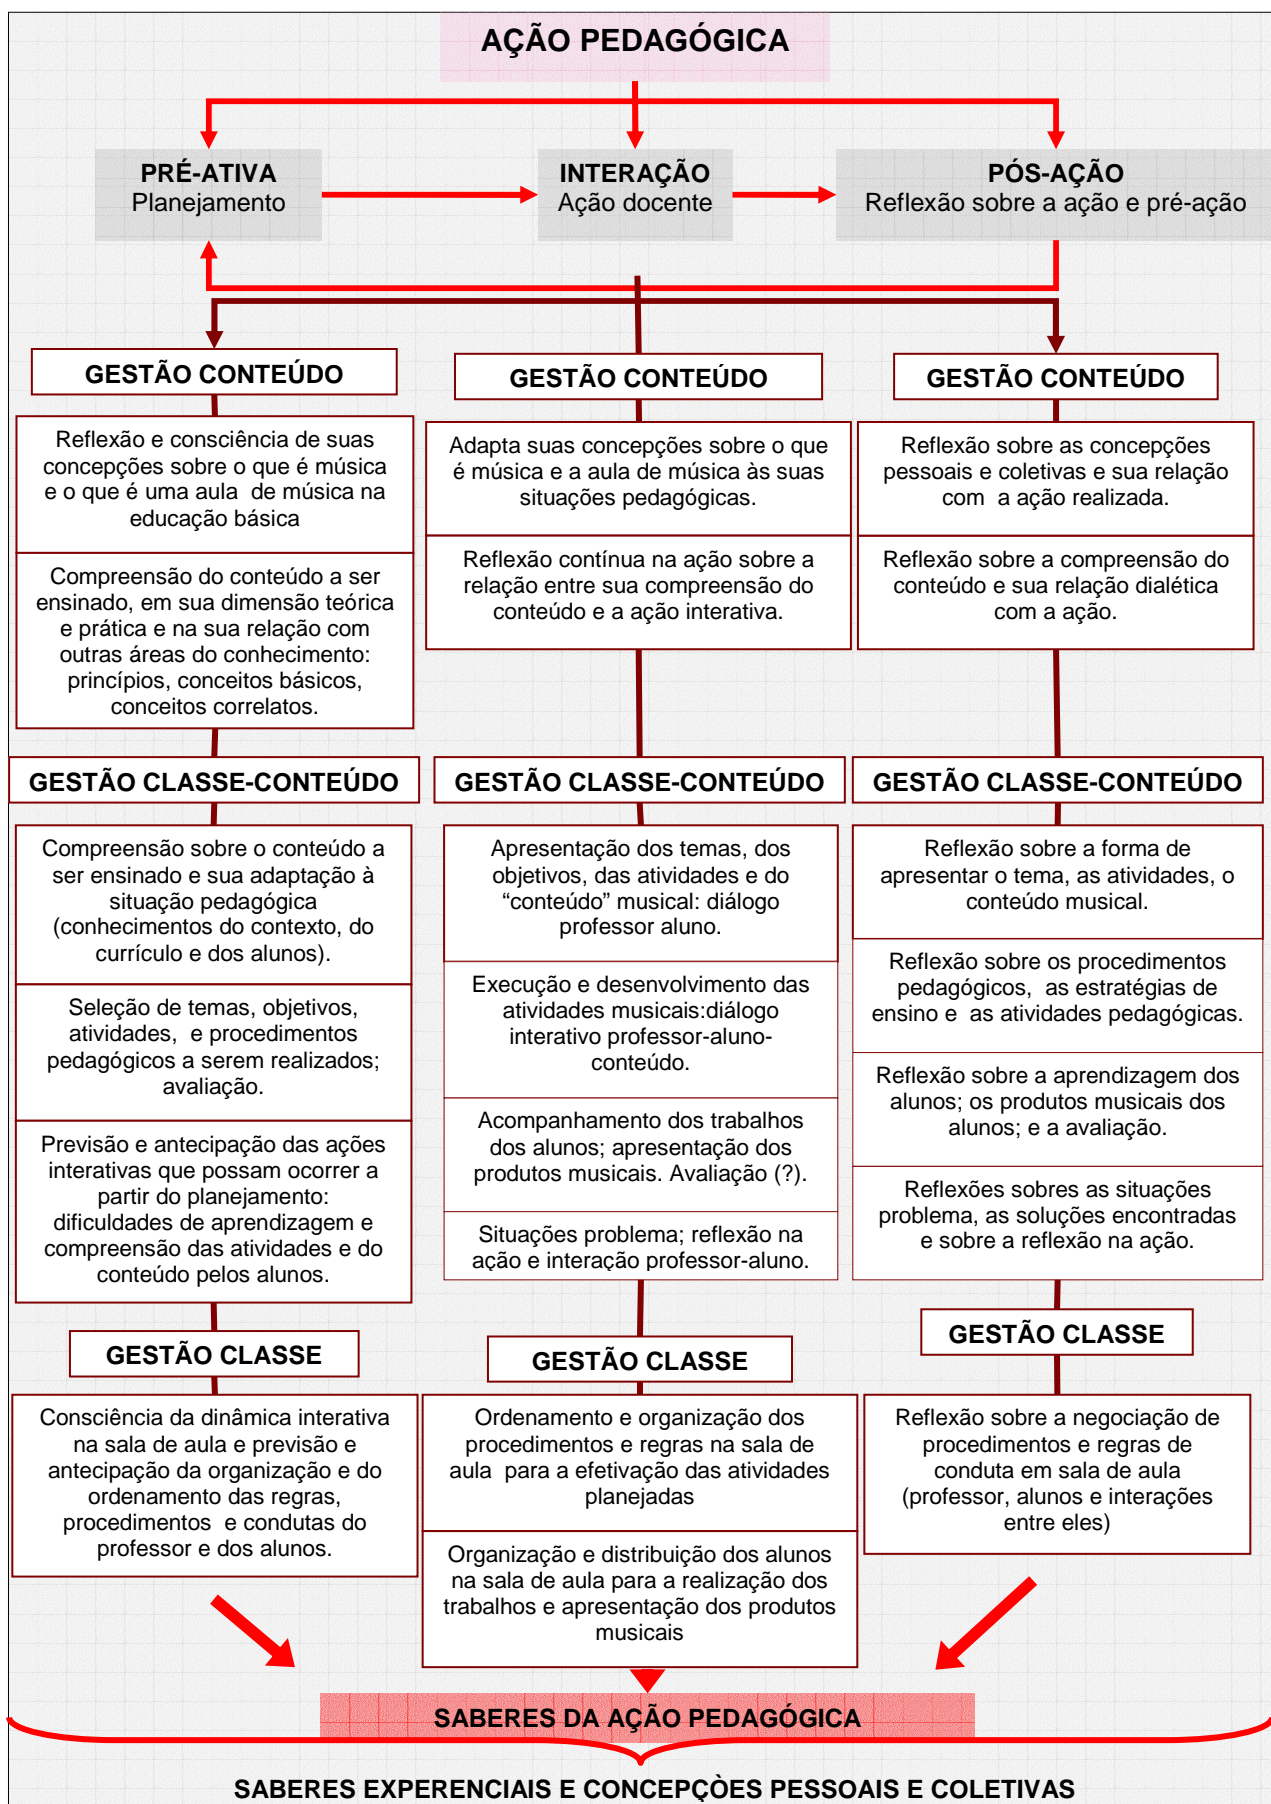 AÇÃO PEDAGÓGICA
PRÉ-ATIVA
Planejamento
INTERAÇÃO
Ação docente
PÓS-AÇÃO
Reflexão sobre a ação e pré-ação
GESTÃO CONTEÚDO
Reflexão e consciência de suas
concepções sobre o que é música
e o que é uma aula de música na
educação básica
Compreensão do conteúdo a ser
ensinado, em sua dimensão teórica
e prática e na sua relação com
outras áreas do conhecimento:
princípios, conceitos básicos,
conceitos correlatos.
GESTÃO CLASSE-CONTEÚDO
Compreensão sobre o conteúdo a
ser ensinado e sua adaptação à
situação pedagógica
(conhecimentos do contexto, do
currículo e dos alunos).
Seleção de temas, objetivos,
atividades, e procedimentos
pedagógicos a serem realizados;
avaliação.
Previsão e antecipação das ações
interativas que possam ocorrer a
partir do planejamento:
dificuldades de aprendizagem e
compreensão das atividades e do
conteúdo pelos alunos.
GESTÃO CLASSE
Consciência da dinâmica interativa
na sala de aula e previsão e
antecipação da organização e do
ordenamento das regras,
procedimentos e condutas do
professor e dos alunos.
GESTÃO CONTEÚDO
Adapta suas concepções sobre o que
é música e a aula de música às suas
situações pedagógicas.
Reflexão contínua na ação sobre a
relação entre sua compreensão do
conteúdo e a ação interativa.
GESTÃO CLASSE-CONTEÚDO
Apresentação dos temas, dos
objetivos, das atividades e do
“conteúdo” musical: diálogo
professor aluno.
Execução e desenvolvimento das
atividades musicais:diálogo
interativo professor-aluno-
conteúdo.
Acompanhamento dos trabalhos
dos alunos; apresentação dos
produtos musicais. Avaliação (?).
Situações problema; reflexão na
ação e interação professor-aluno.
GESTÃO CLASSE
Ordenamento e organização dos
procedimentos e regras na sala de
aula para a efetivação das atividades
planejadas
Organização e distribuição dos alunos
na sala de aula para a realização dos
trabalhos e apresentação dos produtos
musicais
GESTÃO CONTEÚDO
Reflexão sobre as concepções
pessoais e coletivas e sua relação
com a ação realizada.
Reflexão sobre a compreensão do
conteúdo e sua relação dialética
com a ação.
GESTÃO CLASSE-CONTEÚDO
Reflexão sobre a forma de
apresentar o tema, as atividades, o
conteúdo musical.
Reflexão sobre os procedimentos
pedagógicos, as estratégias de
ensino e as atividades pedagógicas.
Reflexão sobre a aprendizagem dos
alunos; os produtos musicais dos
alunos; e a avaliação.
Reflexões sobres as situações
problema, as soluções encontradas
e sobre a reflexão na ação.
GESTÃO CLASSE
Reflexão sobre a negociação de
procedimentos e regras de
conduta em sala de aula
(professor, alunos e interações
entre eles)
SABERES DA AÇÃO PEDAGÓGICA
SABERES EXPERENCIAIS E CONCEPÇÒES PESSOAIS E COLETIVAS